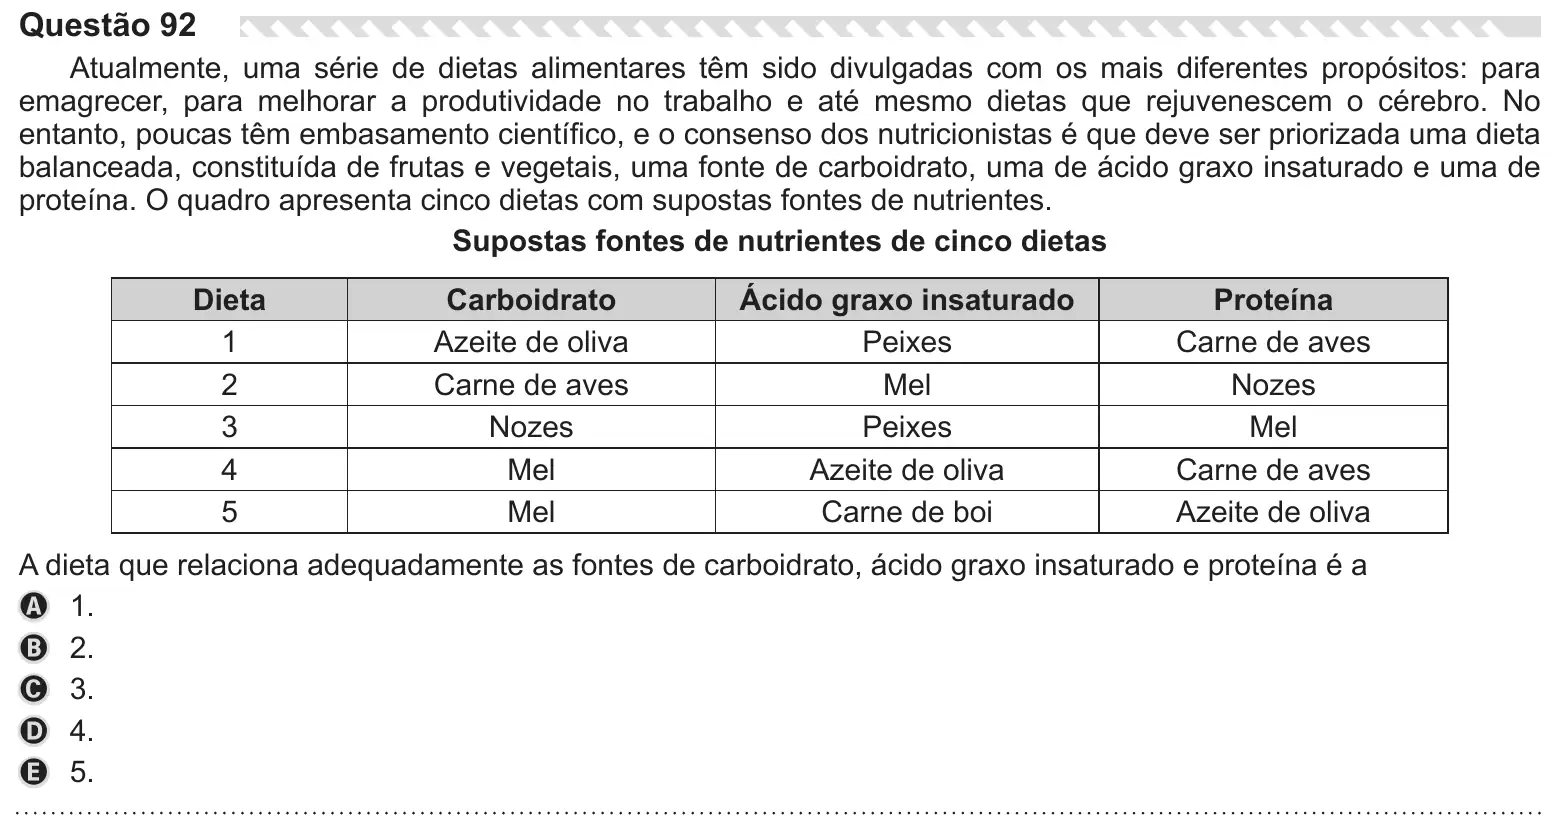 Questão 92
Atualmente, uma série de dietas alimentares têm sido divulgadas com os mais diferentes propósitos: para
emagrecer, para melhorar a produtividade no trabalho e até mesmo dietas que rejuvenescem o cérebro. No
entanto, poucas têm embasamento científico, e o consenso dos nutricionistas é que deve ser priorizada uma dieta
balanceada, constituída de frutas e vegetais, uma fonte de carboidrato, uma de ácido graxo insaturado e uma de
proteína. O quadro apresenta cinco dietas com supostas fontes de nutrientes.
Supostas fontes de nutrientes de cinco dietas
Dieta Carboidrato Ácido graxo insaturado Proteína
1 Azeite de oliva Peixes Carne de aves
2 Carne de aves Mel Nozes
3 Nozes Peixes Mel
4 Mel Azeite de oliva Carne de aves
5 Mel Carne de boi Azeite de oliva
A dieta que relaciona adequadamente as fontes de carboidrato, ácido graxo insaturado e proteína é a
A 1.
B 2.
C 3.
D 4.
E 5.